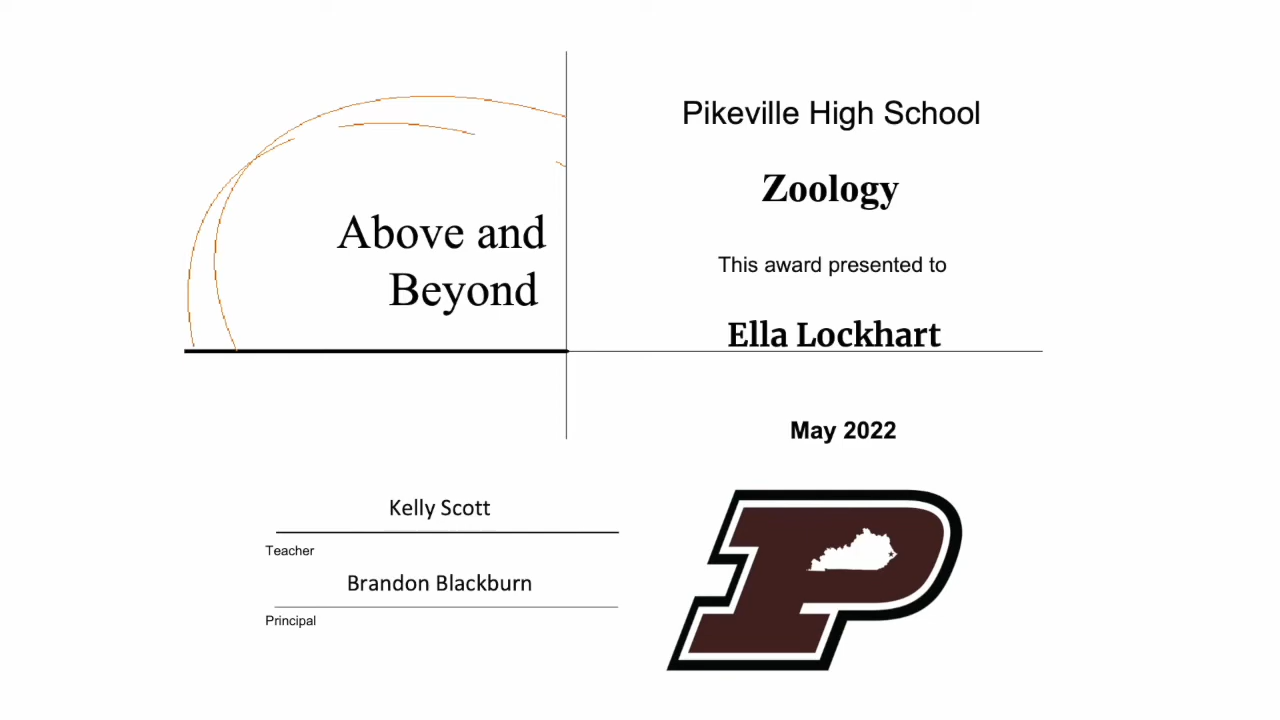 Above and
Beyond
Pikeville High School
Zoology
This award presented to
Ella Lockhart
May 2022
Kelly Scott
Teacher
Brandon Blackburn
Principal
P